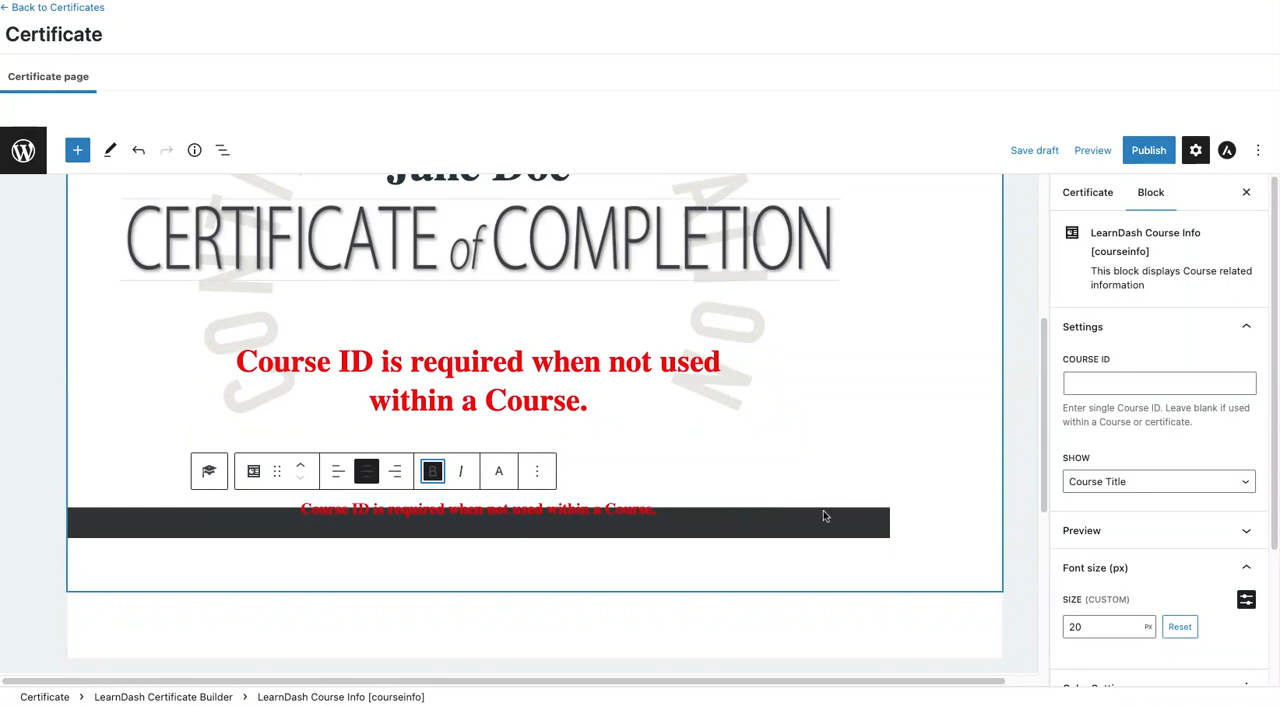 ← Back to Certificates
Certificate
Certificate page
Save draft
Preview
Publish
Jane Doe
CERTIFICATE of COMPLETION
Course ID is required when not used
within a Course.
B
I
A
Course ID is required when not used within a Course.
Certificate
Block
LearnDash Course Info
[courseinfo]
This block displays Course related
information
Settings
COURSE ID
Enter single Course ID. Leave blank if used
within a Course or certificate.
SHOW
Course Title
Preview
Font size (px)
SIZE (CUSTOM)
20
PX
Reset
Certificate > LearnDash Certificate Builder > LearnDash Course Info [courseinfo]